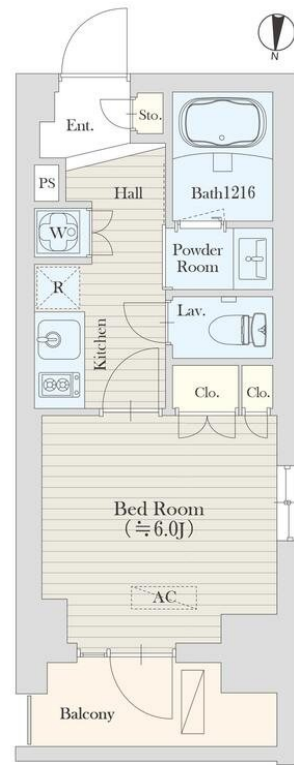 N
Ent.
Sto.
PS
Hall
Bath1216
W
Powder
Room
R
Lav.
Kitchen
Clo.
Clo.
Bed Room
(≒6.0J)
AC
Balcony